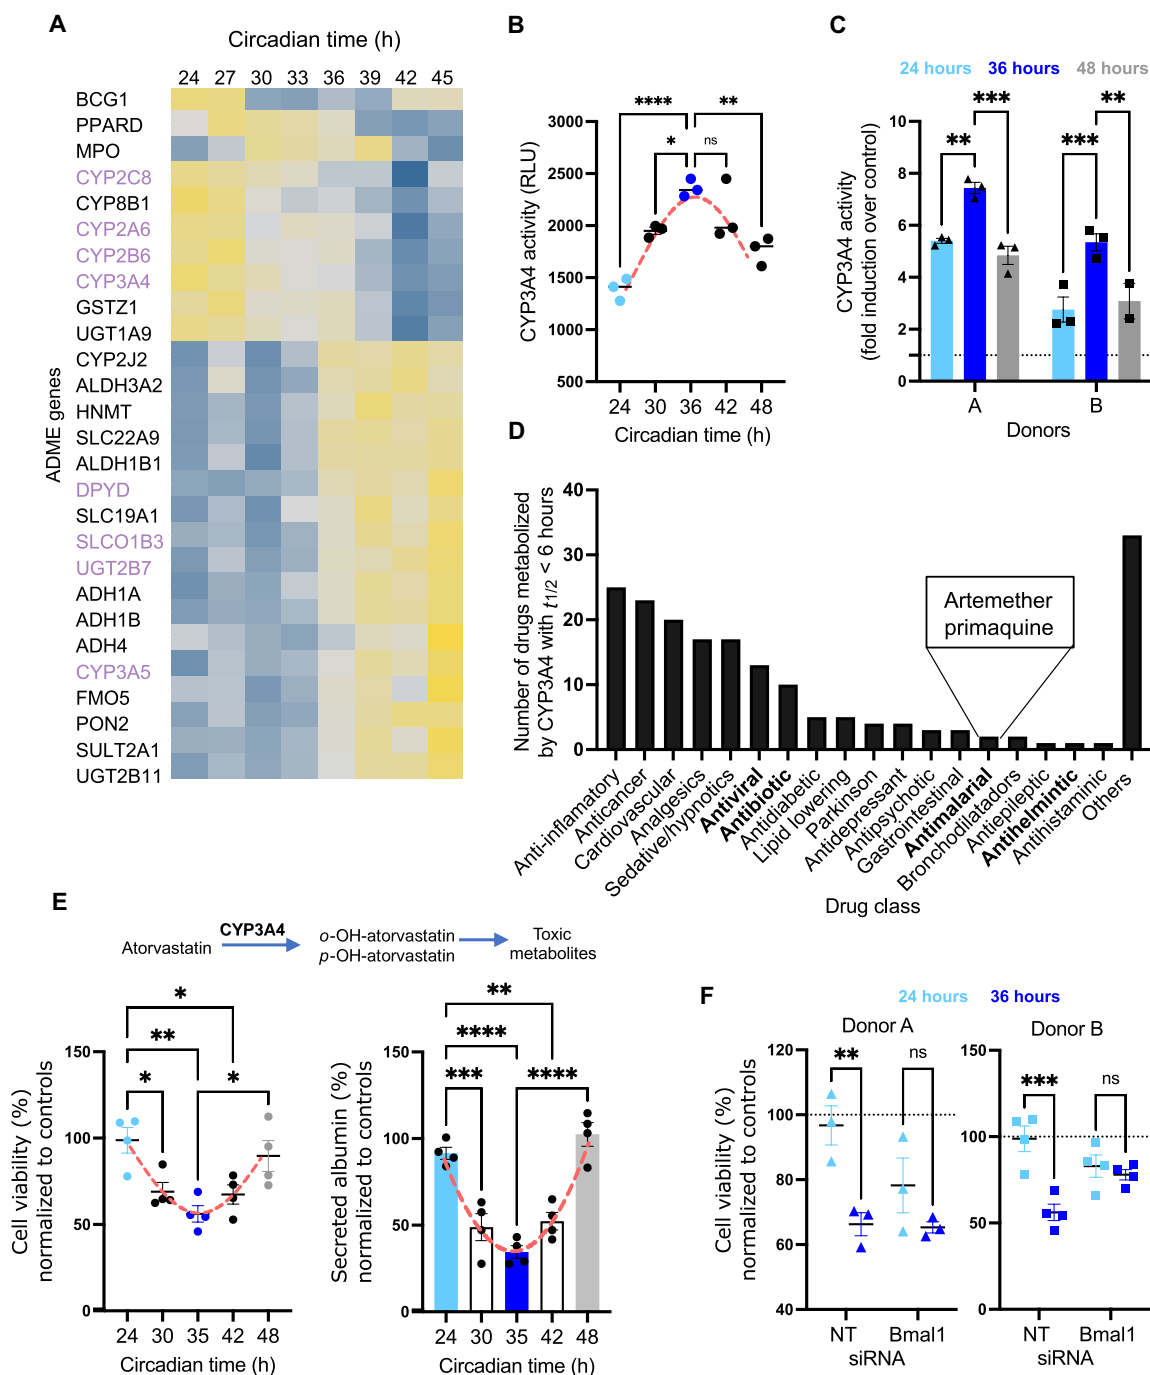 A
Circadian time (h)
24 27 30 33 36 39 42 45
ADME genes
BCG1
PPARD
MPO
CYP2C8
CYP8B1
CYP2A6
CYP2B6
CYP3A4
GSTZ1
UGT1A9
CYP2J2
ALDH3A2
HNMT
SLC22A9
ALDH1B1
DPYD
SLC19A1
SLCO1B3
UGT2B7
ADH1A
ADH1B
ADH4
CYP3A5
FMO5
PON2
SULT2A1
UGT2B11
B
CYP3A4 activity (RLU)
3000
2500
2000
1500
1000
500
**** **
* ns
24 30 36 42 48
Circadian time (h)
C
24 hours 36 hours 48 hours
CYP3A4 activity
(fold induction over control)
10
8
6
4
2
0
*** **
** ***
A B
Donors
D
Number of drugs metabolized
by CYP3A4 with t1/2 < 6 hours
40
30
20
10
0
Artemether
primaquine
Anti-inflamatory
Anticancer
Cardiovascular
Analgesics
Sedative/hypnotics
Antiviral
Antibiotic
Antidiabetic
Lipid lowering
Parkinson
Antidepressant
Antipsychotic
Gastrointestinal
Antimalarial
Bronchodilatadors
Antiepileptic
Antihelmintic
Antihistaminic
Others
Drug class
E
Atorvastatin
CYP3A4
o-OH-atorvastatin
p-OH-atorvastatin
Toxic
metabolites
Cell viability (%)
normalized to controls
150
100
50
0
*
**
* *
24 30 35 42 48
Circadian time (h)
Secreted albumin (%)
normalized to controls
150
100
50
0
**
****
*** ****
24 30 35 42 48
Circadian time (h)
F
24 hours 36 hours
Donor A
Cell viability (%)
normalized to controls
120
100
80
60
40
** ns
NT Bmal1
siRNA
Donor B
150
100
50
0
*** ns
NT Bmal1
siRNA